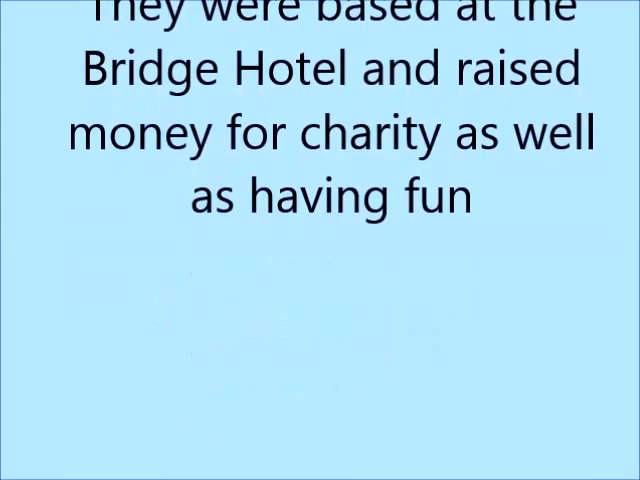 They were based at the
Bridge Hotel and raised
money for charity as well
as having fun